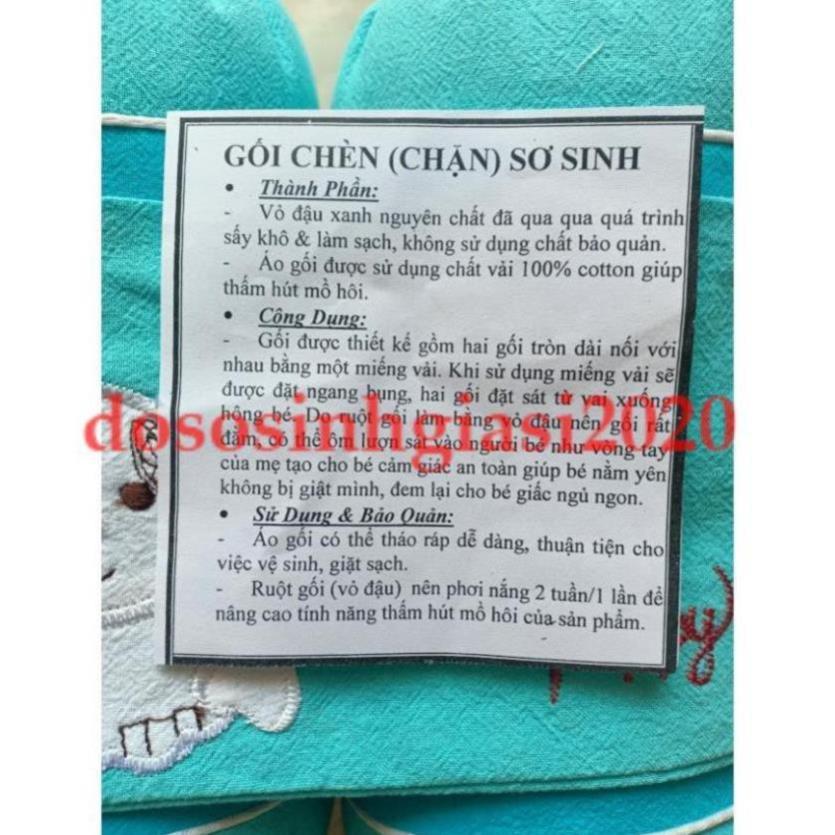 GỐI CHÈN (CHẶN) SƠ SINH
• Thành Phần:
- Vỏ đậu xanh nguyên chất đã qua qua quá trình
sấy khô & làm sạch, không sử dụng chất bảo quản.
- Áo gối được sử dụng chất vải 100% cotton giúp
thấm hút mồ hôi.
• Công Dụng:
- Gối được thiết kế gồm hai gối tròn dài nối với
nhau bằng một miếng vải. Khi sử dụng miếng vải sẽ
được đặt ngang bụng, hai gối đặt sát từ vai xuống
hông bé. Do ruột gối làm bằng vỏ đậu nên gối rất
dososinhgiasi2020
đằm, có thể ôm lượn sát vào người bé như vòng tay
của mẹ tạo cho bé cảm giác an toàn giúp bé nằm yên
không bị giật mình, đem lại cho bé giấc ngủ ngon.
• Sử Dụng & Bảo Quản:
- Áo gối có thể tháo ráp dễ dàng, thuận tiện cho
việc vệ sinh, giặt sạch.
- Ruột gối (vỏ đậu) nên phơi nắng 2 tuần/1 lần để
nâng cao tính năng thấm hút mồ hôi của sản phẩm.